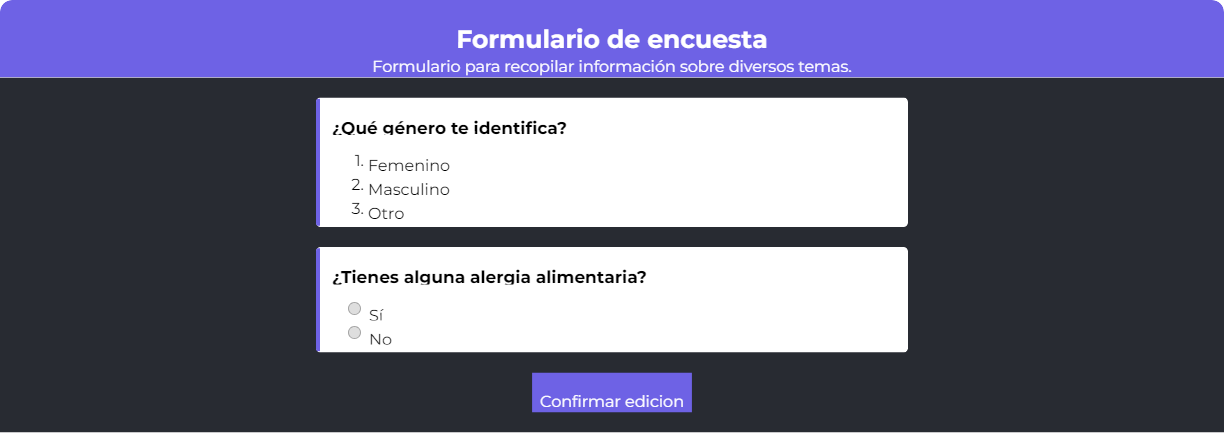 Formulario de encuesta
Formulario para recopilar información sobre diversos temas.
¿Qué género te identifica?
1. Femenino
2. Masculino
3. Otro
¿Tienes alguna alergia alimentaria?
Sí
No
Confirmar edicion